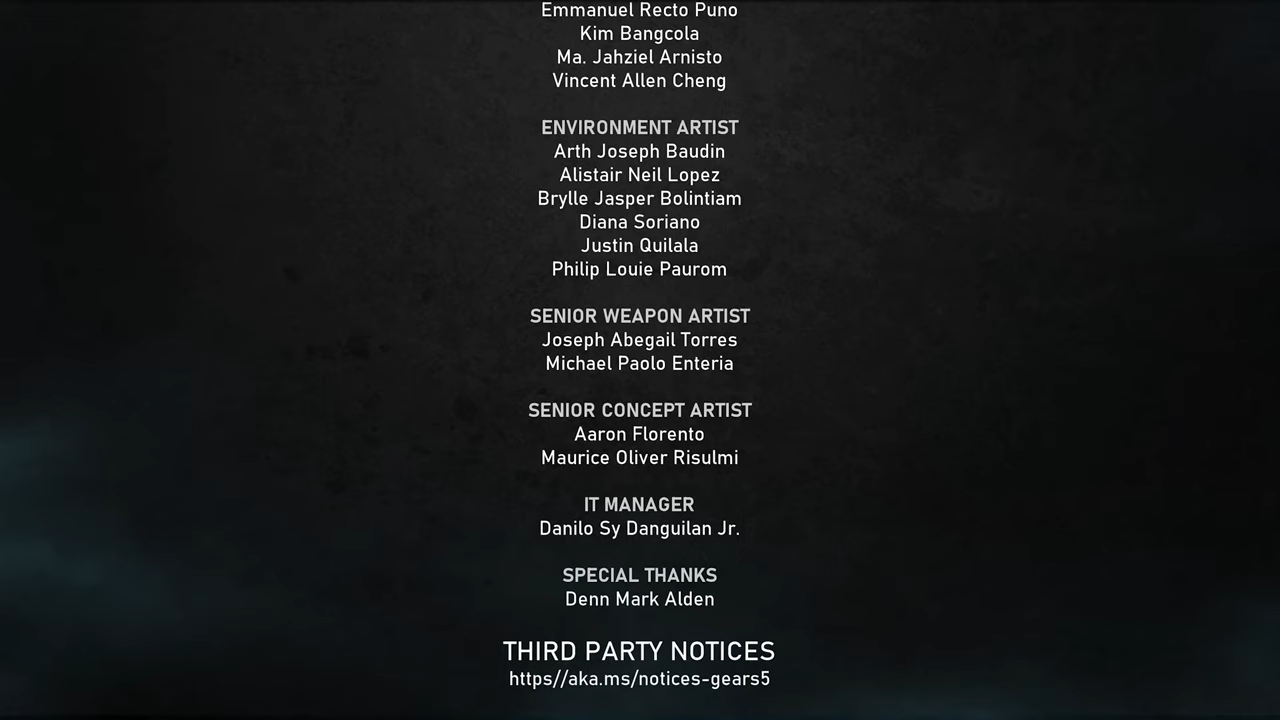 Emmanuel Recto Puno
Kim Bangcola
Ma. Jahziel Arnisto
Vincent Allen Cheng
ENVIRONMENT ARTIST
Arth Joseph Baudin
Alistair Neil Lopez
Brylle Jasper Bolintiam
Diana Soriano
Justin Quilala
Philip Louie Paurom
SENIOR WEAPON ARTIST
Joseph Abegail Torres
Michael Paolo Enteria
SENIOR CONCEPT ARTIST
Aaron Florento
Maurice Oliver Risulmi
IT MANAGER
Danilo Sy Danguilan Jr.
SPECIAL THANKS
Denn Mark Alden
THIRD PARTY NOTICES
https//aka.ms/notices-gears5